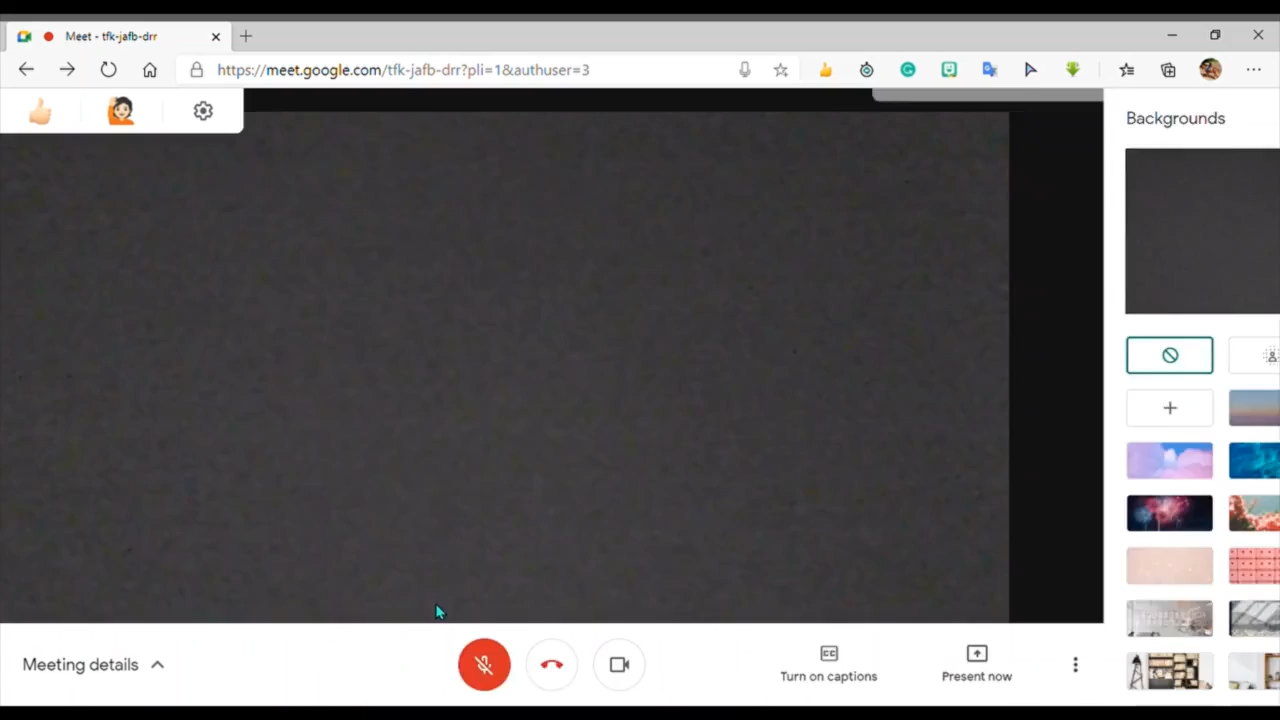 Meet - tfk-jafb-drr
https://meet.google.com/tfk-jafb-drr?pli=1&authuser=3
Backgrounds
Meeting details
CC
Turn on captions
Present now